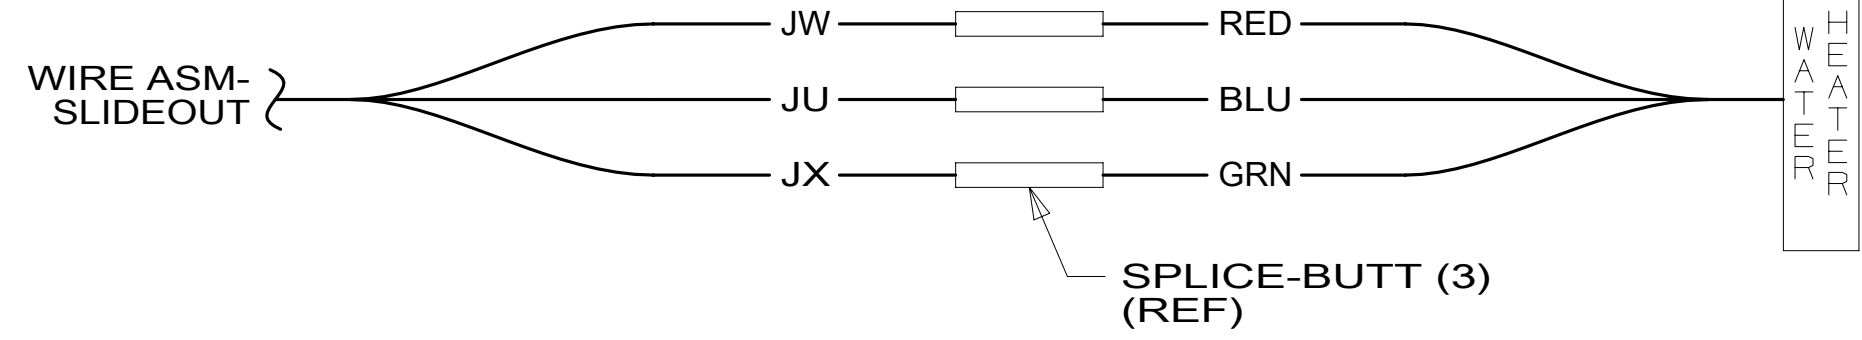 WIRE ASM-
SLIDEOUT
JW
RED
JU
BLU
JX
GRN
WATER
HEATER
SPLICE-BUTT (3)
(REF)